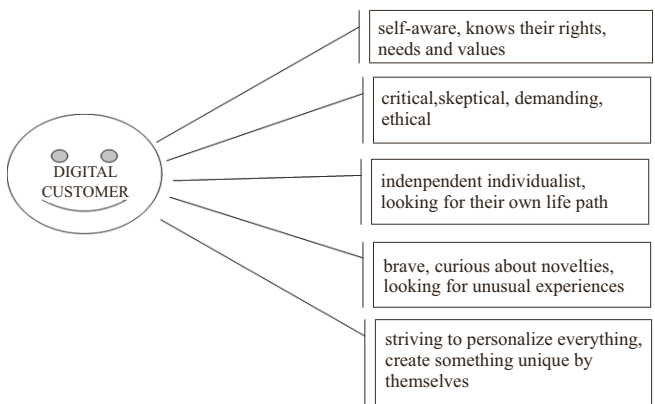 self-aware, knows their rights,
needs and values
critical,skeptical, demanding,
ethical
DIGITAL
CUSTOMER
indenpendent individualist,
looking for their own life path
brave, curious about novelties,
looking for unusual experiences
striving to personalize everything,
create something unique by
themselves